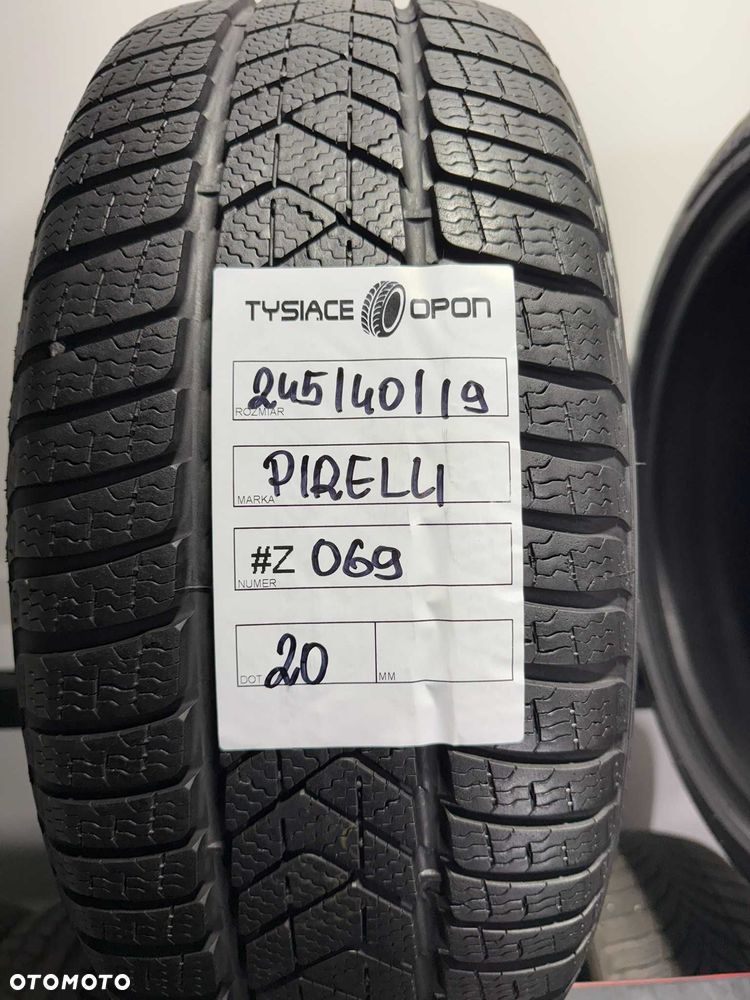 TYSIACE OPON
245/40/19
ROZMIAR
PIRELLI
MARKA
#Z 069
NUMER
20
DOT MM
OTOMOTO